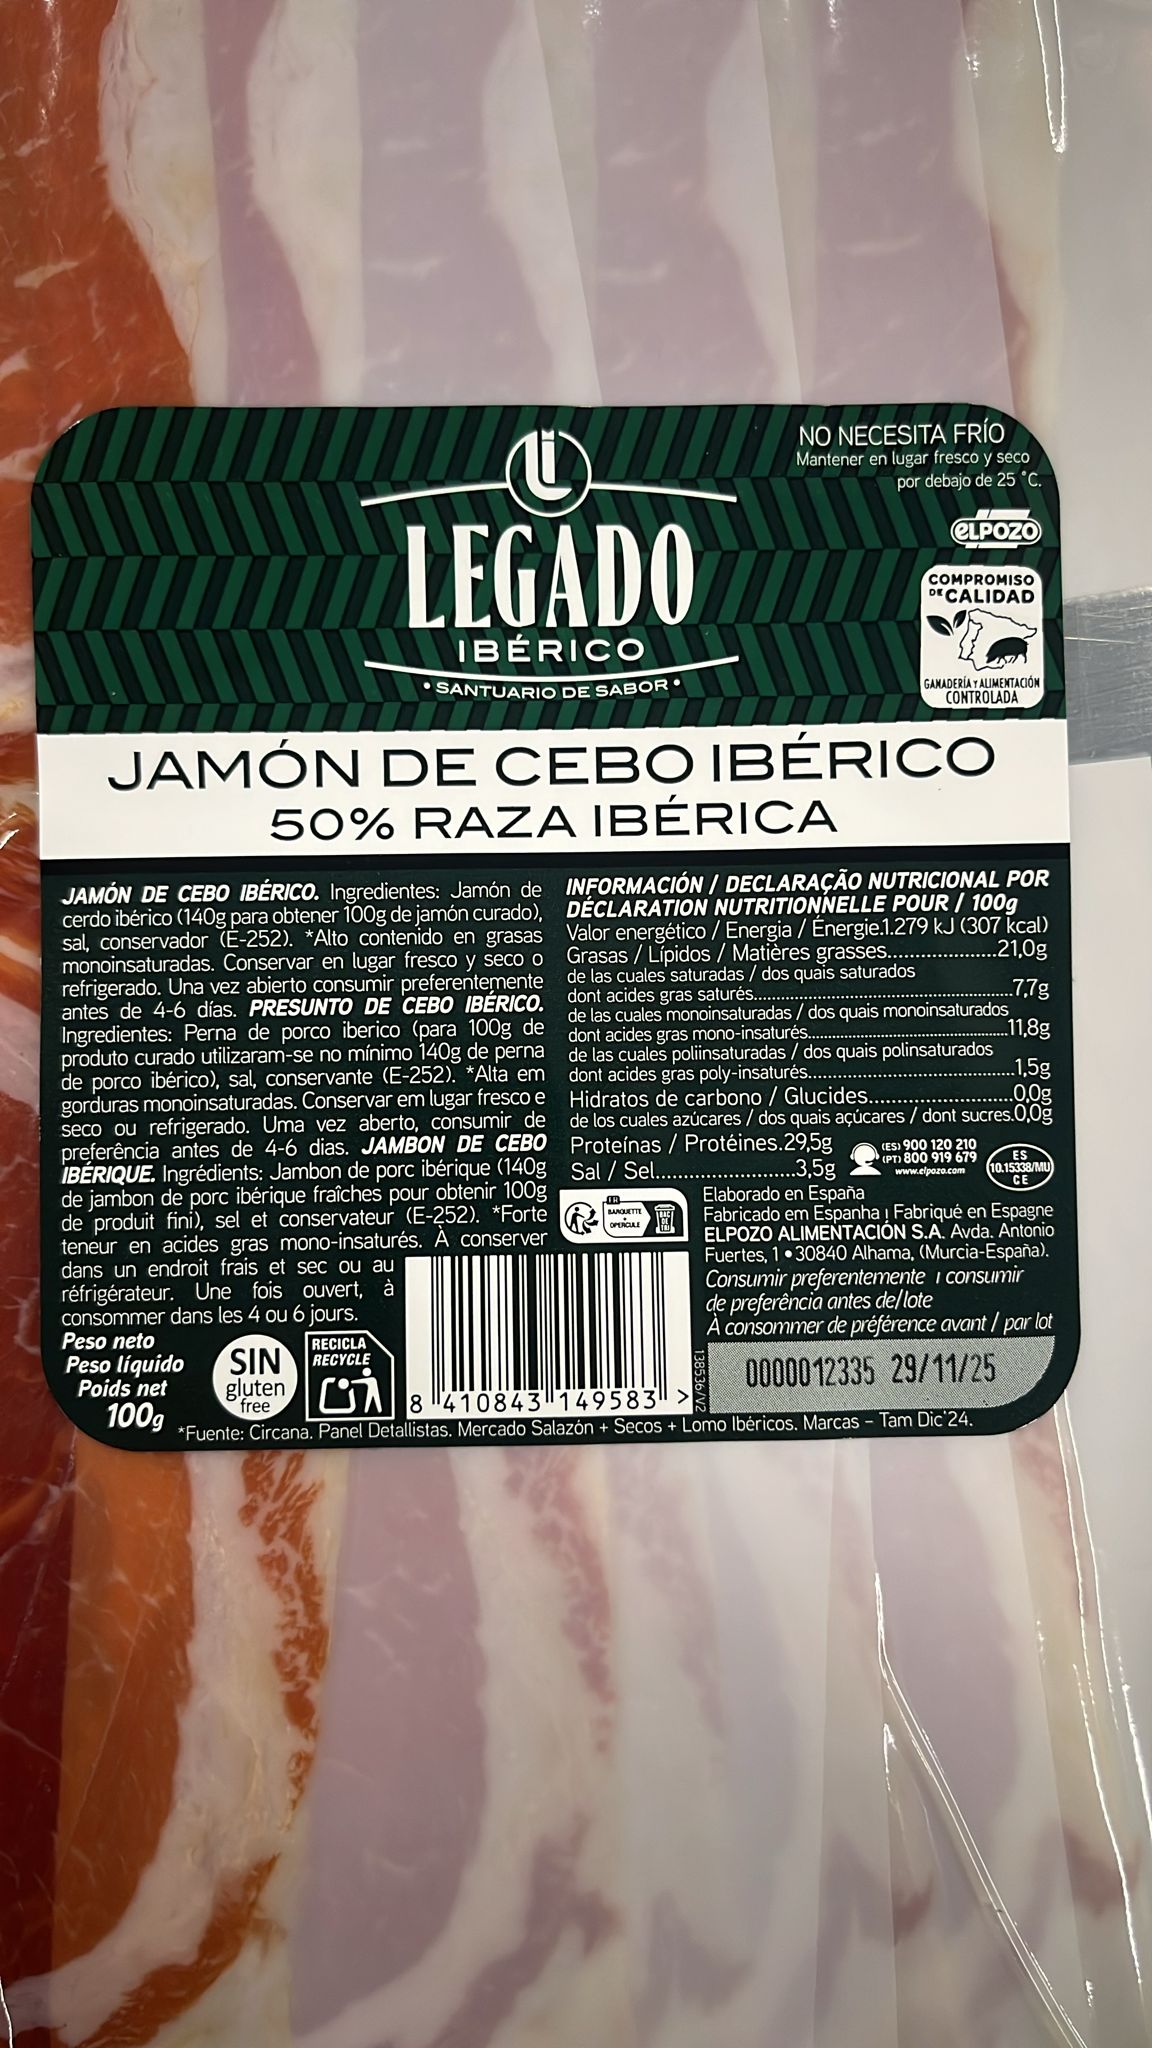 NO NECESITA FRÍO
Mantener en lugar fresco y seco
por debajo de 25 °C.
LEGADO
IBÉRICO
• SANTUARIO DE SABOR •
ELPOZO
COMPROMISO
DE CALIDAD
GANADERÍA Y ALIMENTACIÓN
CONTROLADA
JAMÓN DE CEBO IBÉRICO
50% RAZA IBÉRICA
JAMÓN DE CEBO IBÉRICO. Ingredientes: Jamón de
cerdo ibérico (140g para obtener 100g de jamón curado),
sal, conservador (E-252). *Alto contenido en grasas
monoinsaturadas. Conservar en lugar fresco y seco o
refrigerado. Una vez abierto consumir preferentemente
antes de 4-6 días. PRESUNTO DE CEBO IBÉRICO.
Ingredientes: Perna de porco iberico (para 100g de
produto curado utilizaram-se no mínimo 140g de perna
de porco ibérico), sal, conservante (E-252). *Alta em
gorduras monoinsaturadas. Conservar em lugar fresco e
seco ou refrigerado. Uma vez aberto, consumir de
preferência antes de 4-6 dias. JAMBON DE CEBO
IBÉRIQUE. Ingrédients: Jambon de porc ibérique (140g
de jambon de porc ibérique fraîches pour obtenir 100g
de produit fini), sel et conservateur (E-252). *Forte
teneur en acides gras mono-insaturés. À conserver
dans un endroit frais et sec ou au
réfrigérateur. Une fois ouvert, à
consommer dans les 4 ou 6 jours.
Peso neto
Peso líquido
Poids net
100g
SIN
gluten
free
RECICLA
RECYCLE
INFORMACIÓN / DECLARAÇÃO NUTRICIONAL POR
DÉCLARATION NUTRITIONNELLE POUR / 100g
Valor energético / Energia / Énergie.1.279 kJ (307 kcal)
Grasas / Lípidos / Matières grasses....................21,0g
de las cuales saturadas / dos quais saturados
dont acides gras saturés..............................7,7g
de las cuales monoinsaturadas / dos quais monoinsaturados
dont acides gras mono-insaturés.......................11,8g
de las cuales poliinsaturadas / dos quais polinsaturados
dont acides gras poly-insaturés.......................1,5g
Hidratos de carbono / Glucides........................0,0g
de los cuales azúcares / dos quais açúcares / dont sucres.0,0g
Proteínas / Protéines.29,5g
Sal / Sel....................3,5g
(ES) 900 120 210
(PT) 800 919 679
www.elpozo.com
ES
10.15338/MU
CE
FR
BARQUETTE
+
OPERCULE
BAC
DE
TRI
Elaborado en España
Fabricado em Espanha | Fabriqué en Espagne
ELPOZO ALIMENTACIÓN S.A. Avda. Antonio
Fuertes, 1 • 30840 Alhama, (Murcia-España).
Consumir preferentemente | consumir
de preferência antes de/lote
À consommer de préférence avant / par lot
0000012335 29/11/25
138536/V2
8 410843 149583 >
*Fuente: Circana. Panel Detallistas. Mercado Salazón + Secos + Lomo Ibéricos. Marcas – Tam Dic'24.